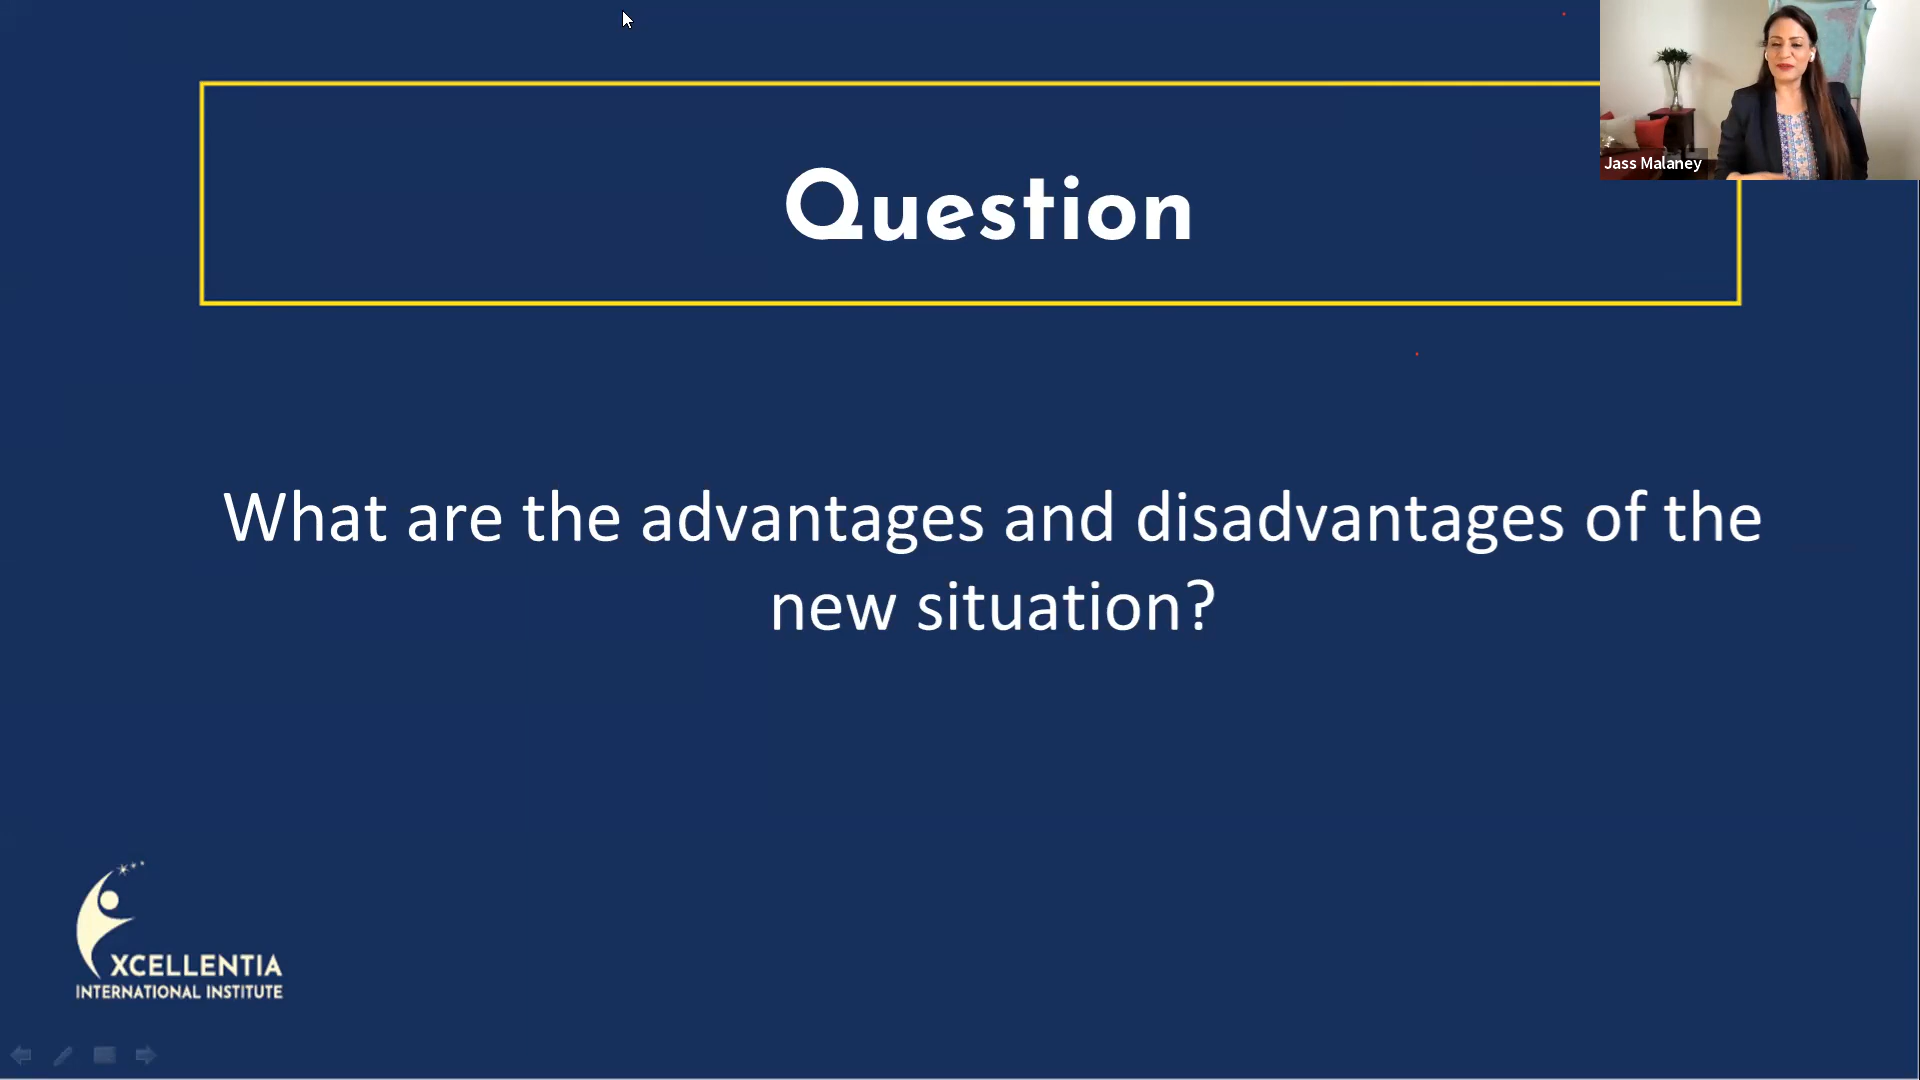 Question
Jass Malaney
What are the advantages and disadvantages of the
new situation?
XCELLENTIA
INTERNATIONAL INSTITUTE